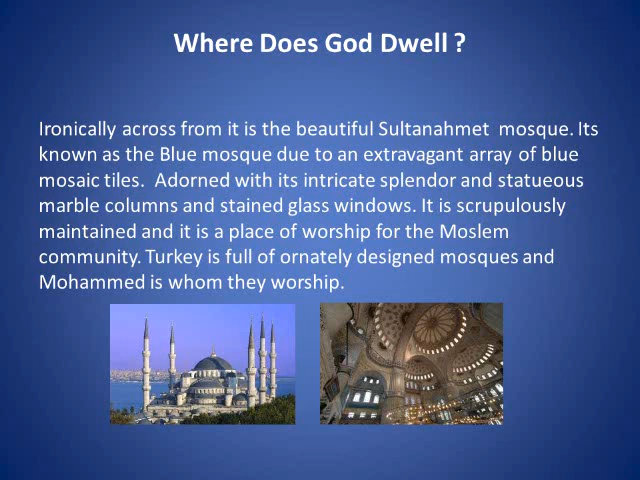 Where Does God Dwell ?
Ironically across from it is the beautiful Sultanahmet  mosque. Its
known as the Blue mosque due to an extravagant array of blue
mosaic tiles.  Adorned with its intricate splendor and statueous
marble columns and stained glass windows. It is scrupulously
maintained and it is a place of worship for the Moslem
community. Turkey is full of ornately designed mosques and
Mohammed is whom they worship.